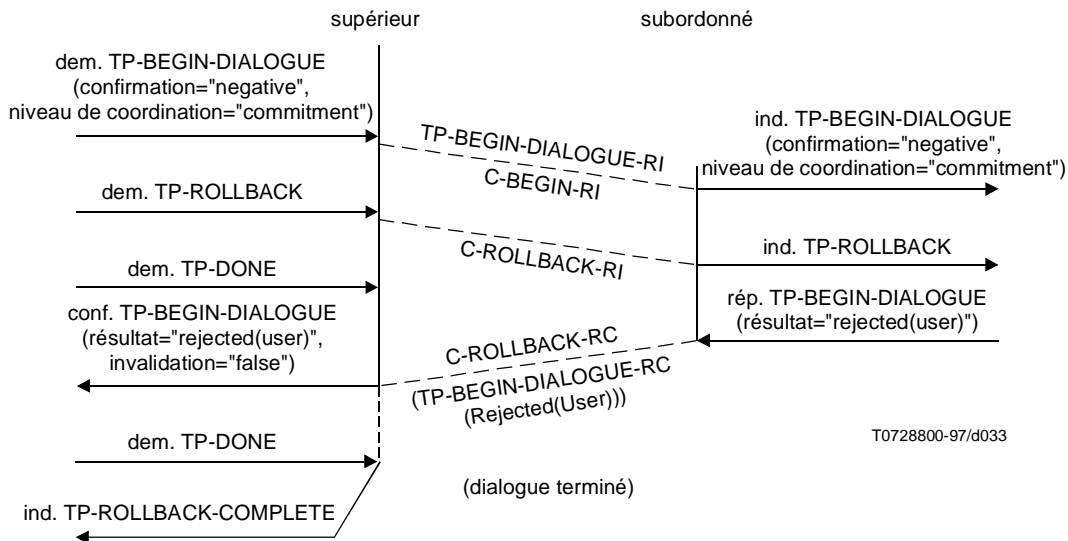 supérieur
subordonné
dem. TP-BEGIN-DIALOGUE
(confirmation="negative",
niveau de coordination="commitment")
TP-BEGIN-DIALOGUE-RI
C-BEGIN-RI
ind. TP-BEGIN-DIALOGUE
(confirmation="negative",
niveau de coordination="commitment")
dem. TP-ROLLBACK
C-ROLLBACK-RI
ind. TP-ROLLBACK
dem. TP-DONE
conf. TP-BEGIN-DIALOGUE
(résultat="rejected(user)",
invalidation="false")
rép. TP-BEGIN-DIALOGUE
(résultat="rejected(user)")
C-ROLLBACK-RC
(TP-BEGIN-DIALOGUE-RC
(Rejected(User)))
dem. TP-DONE
T0728800-97/d033
(dialogue terminé)
ind. TP-ROLLBACK-COMPLETE